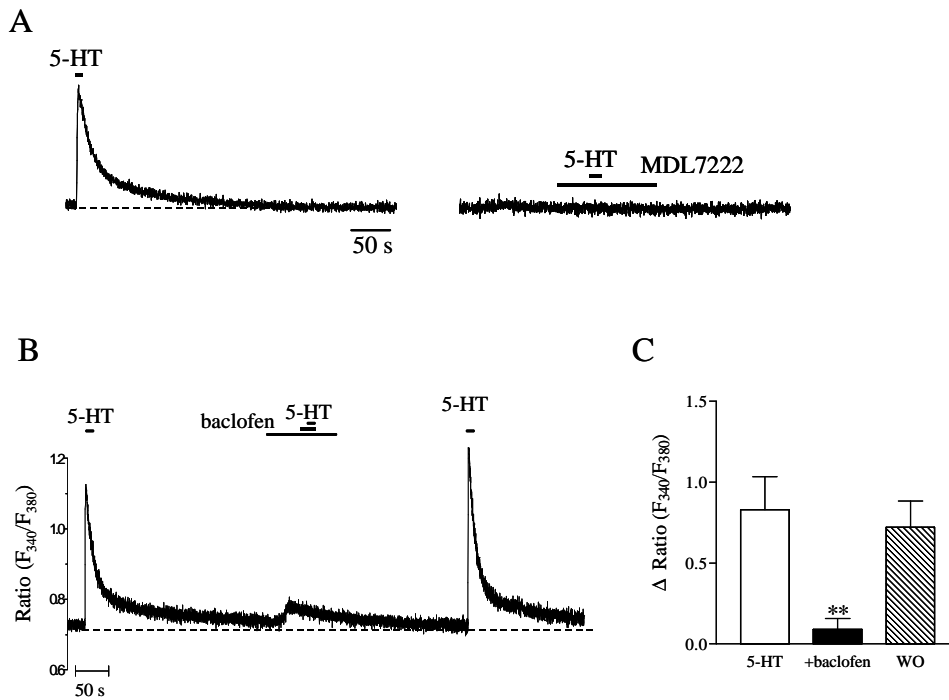 A
5-HT
5-HT MDL7222
50 s
B
C
5-HT
baclofen
5-HT
5-HT
Ratio (F340/F380)
1.2
1.0
0.8
0.6
50 s
Δ Ratio (F340/F380)
1.5
1.0
0.5
0.0
**
5-HT +baclofen WO